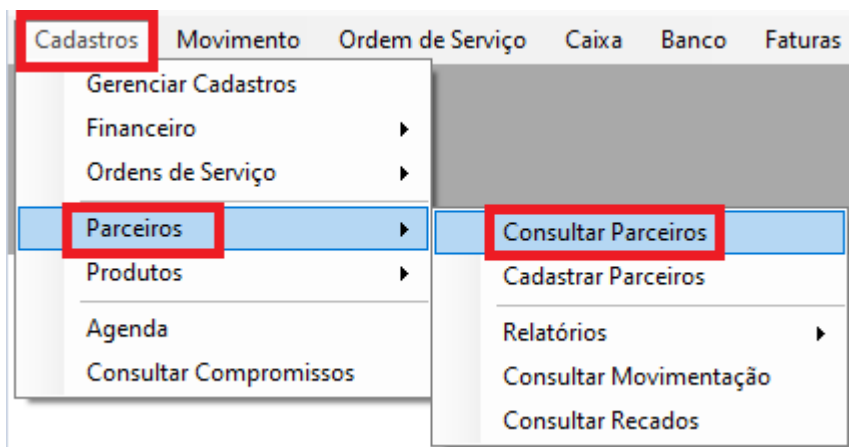 Cadastros Movimento Ordem de Serviço Caixa Banco Faturas
Gerenciar Cadastros
Financeiro
Ordens de Serviço
Parceiros
Produtos
Agenda
Consultar Compromissos
Consultar Parceiros
Cadastrar Parceiros
Relatórios
Consultar Movimentação
Consultar Recados